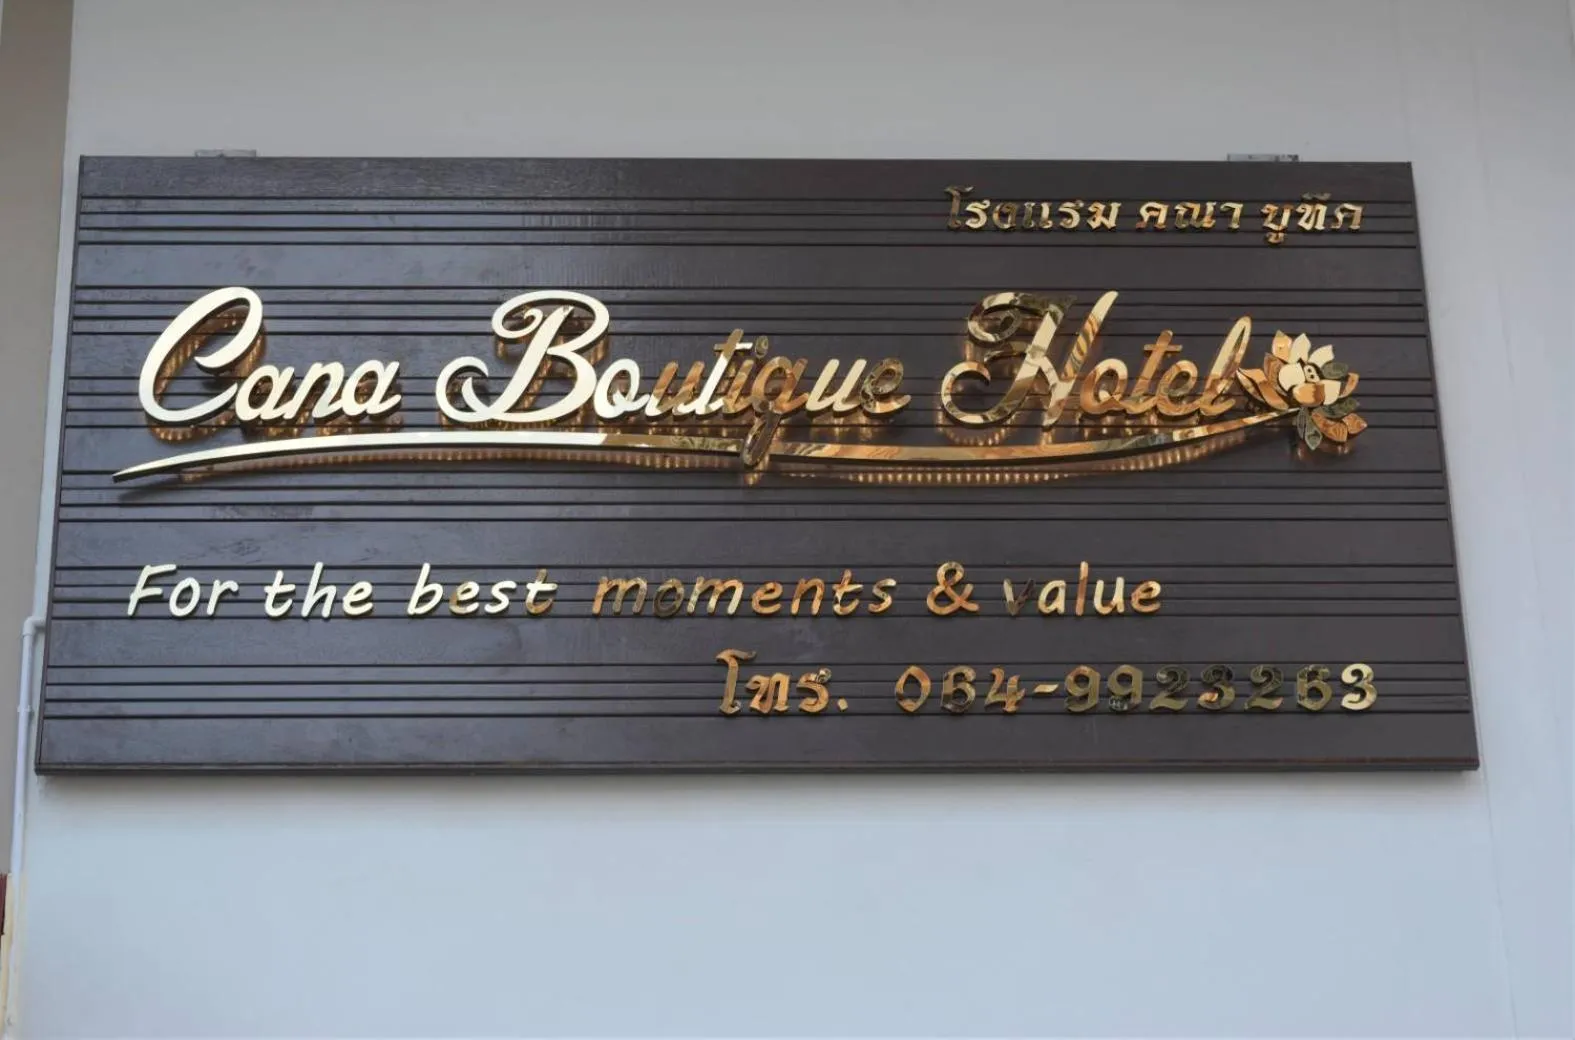 โรงแรม คณา บูทีค
Cana Boutique Hotel
For the best moments & value
โทร. 064-9923263